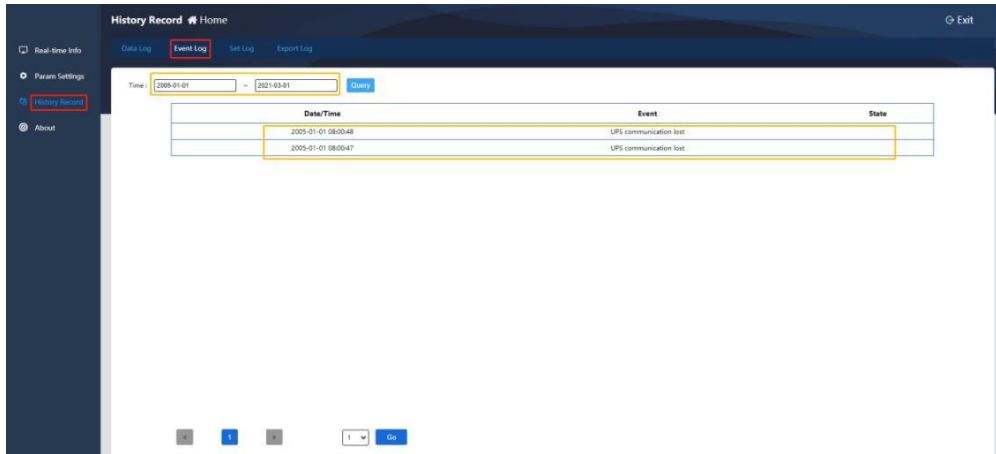 History Record Home
Exit
Real-time Info
Param Settings
History Record
About
Data Log Event Log Set Log Export Log
Time : 2005-01-01 ~ 2021-03-01 Query
Date/Time Event State
2005-01-01 08:00:48 UPS communication lost
2005-01-01 08:00:47 UPS communication lost
« 1 » 1 Go